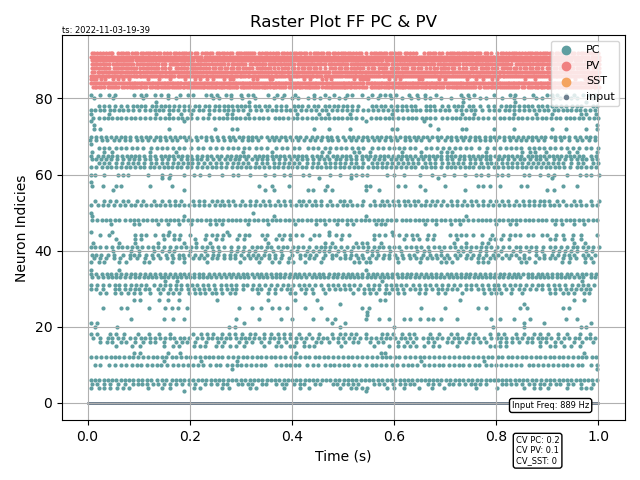 Raster Plot FF PC & PV
ts: 2022-11-03-19-39
PC
PV
SST
input
80
60
40
20
0
Neuron Indicies
Input Freq: 889 Hz
0.0 0.2 0.4 0.6 0.8 1.0
Time (s)
CV PC: 0.2
CV PV: 0.1
CV_SST: 0